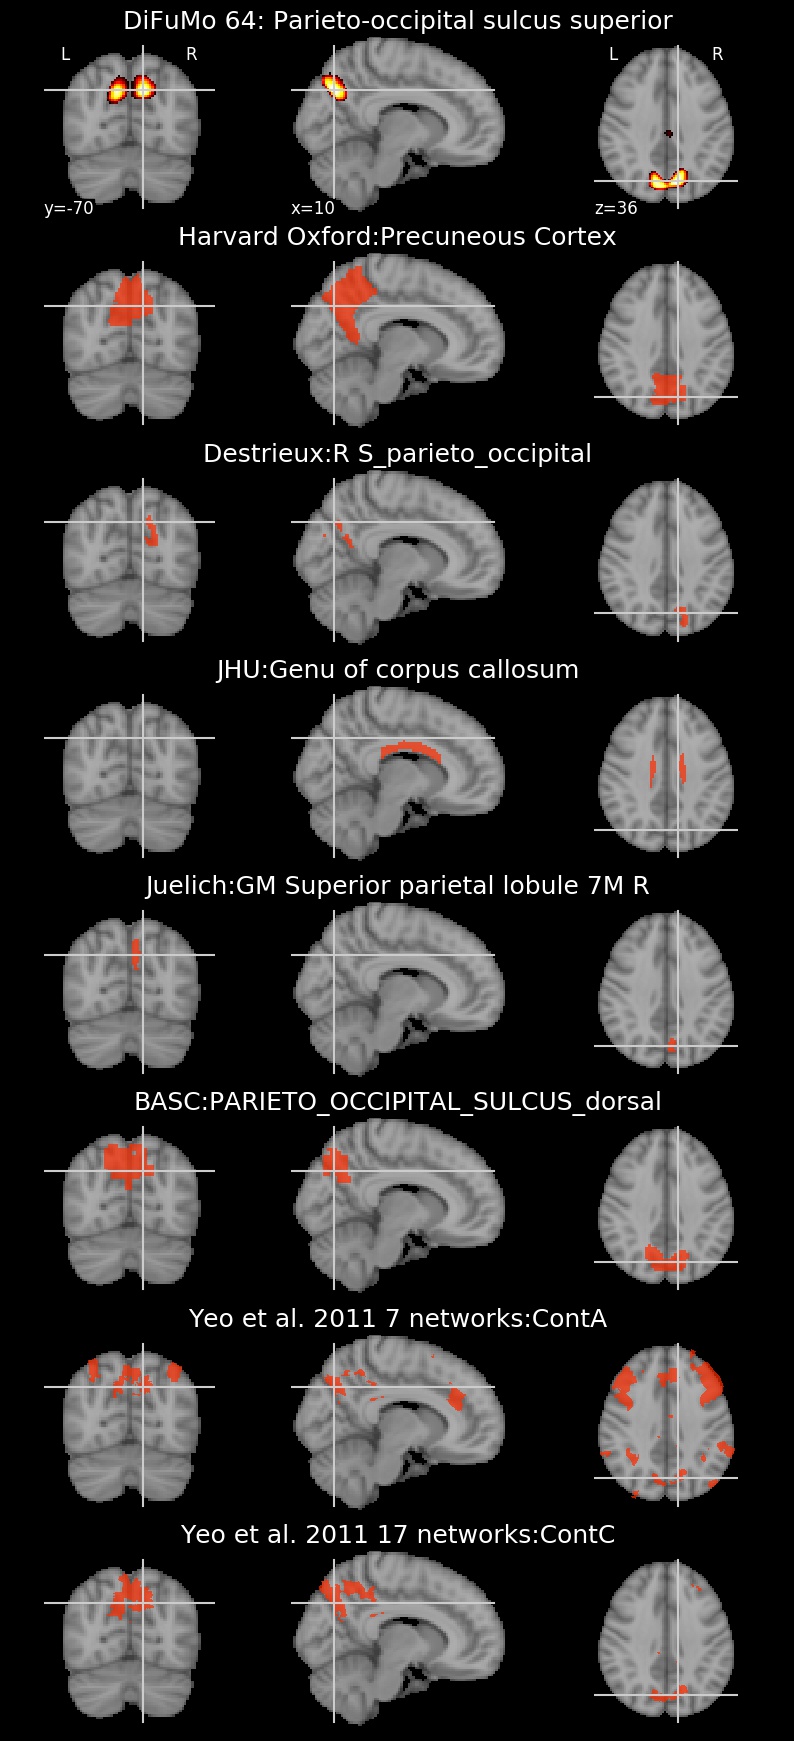 DiFuMo 64: Parieto-occipital sulcus superior
L R L R
y=-70 x=10 z=36
Harvard Oxford:Precuneous Cortex
Destrieux:R S_parieto_occipital
JHU:Genu of corpus callosum
Juelich:GM Superior parietal lobule 7M R
BASC:PARIETO_OCCIPITAL_SULCUS_dorsal
Yeo et al. 2011 7 networks:ContA
Yeo et al. 2011 17 networks:ContC